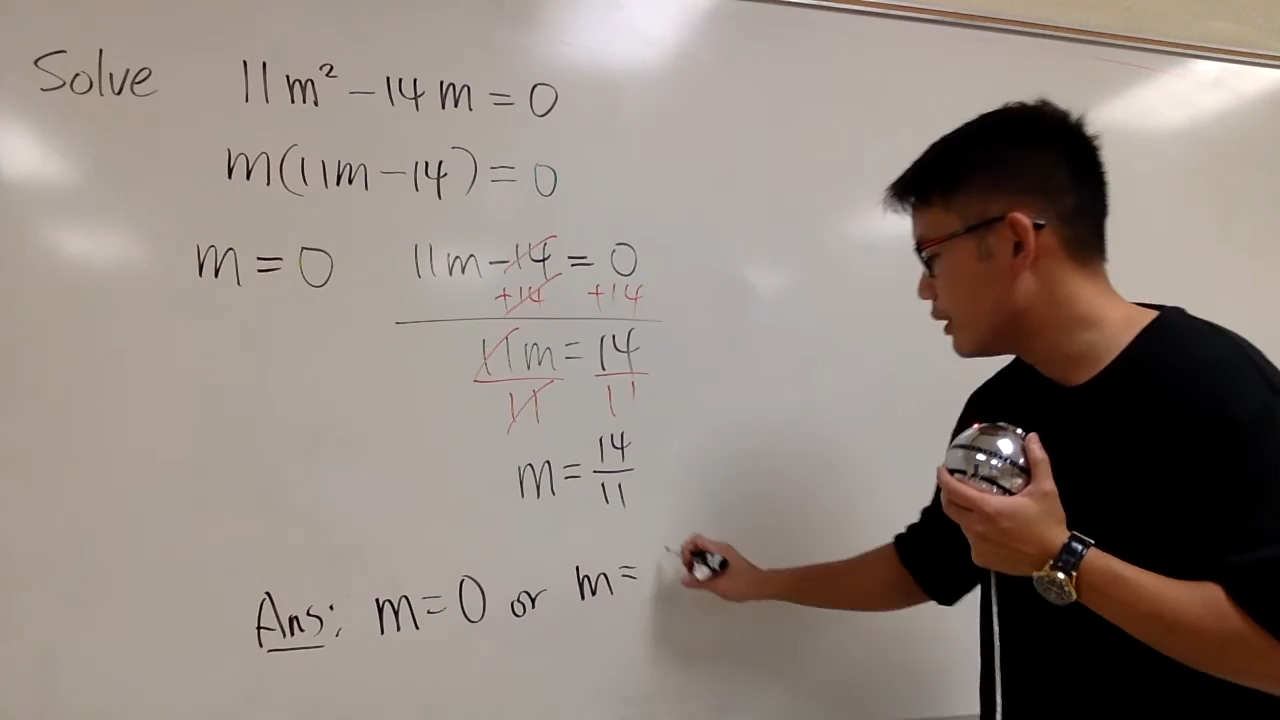 Solve 11m² - 14m = 0
m(11m - 14) = 0
m = 0 11m - 14 = 0
+14 +14
11m = 14
11 11
m = 14/11
Ans: m = 0 or m =